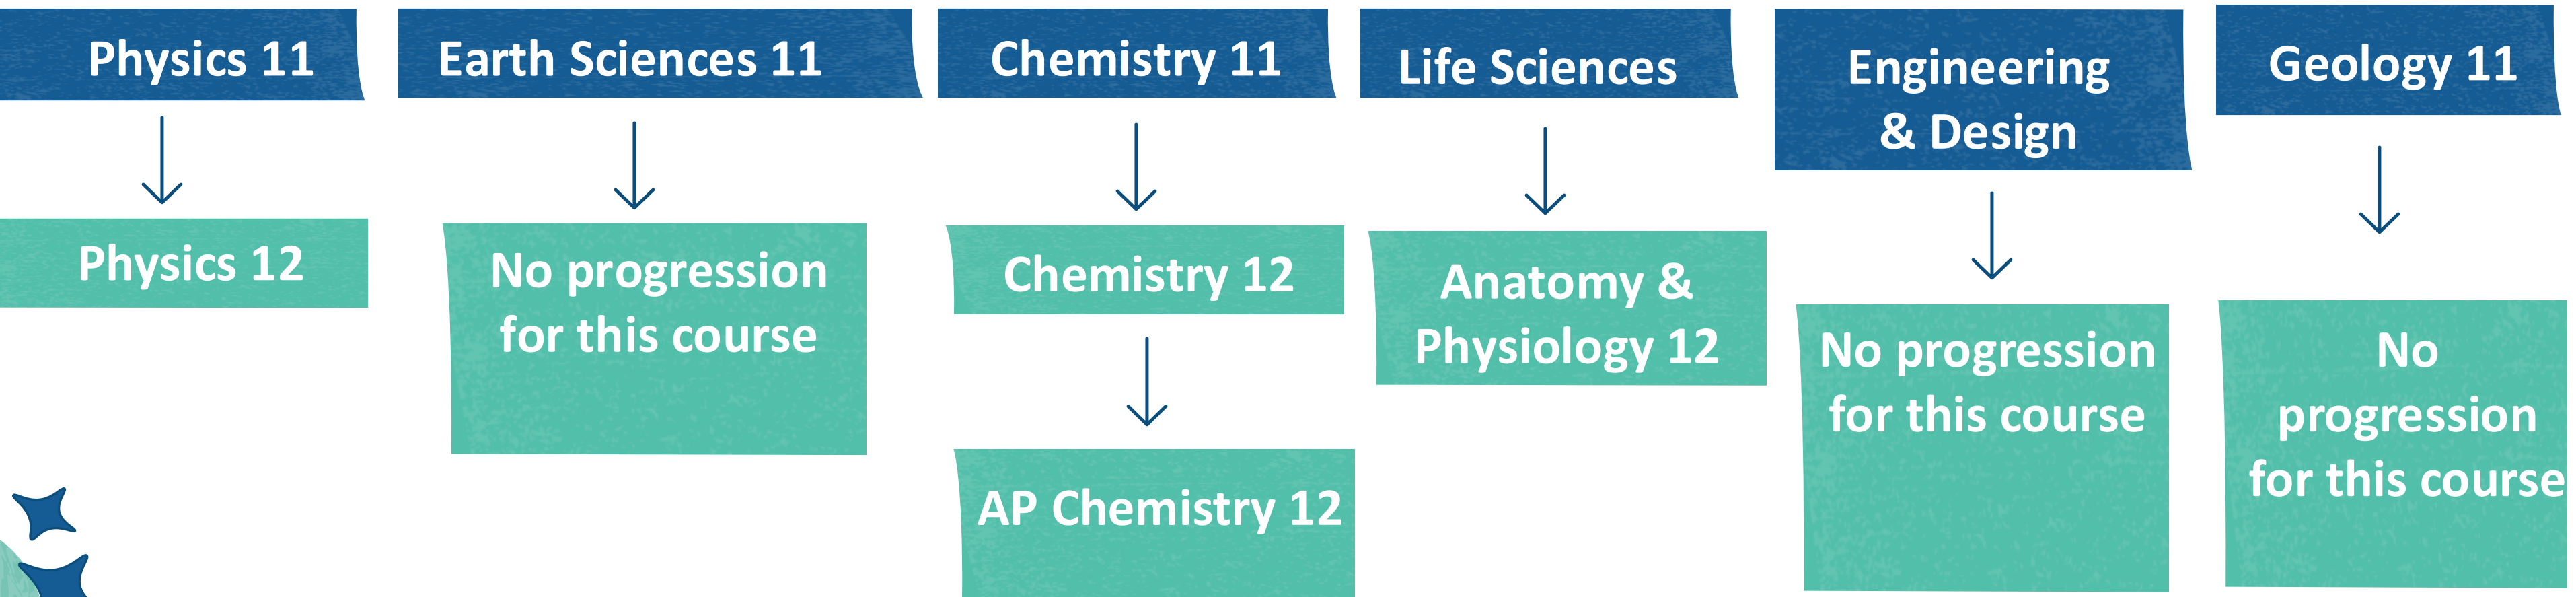 Physics 11
Earth Sciences 11
Chemistry 11
Life Sciences
Engineering
& Design
Geology 11
Physics 12
No progression
for this course
Chemistry 12
AP Chemistry 12
Anatomy &
Physiology 12
No progression
for this course
No
progression
for this course